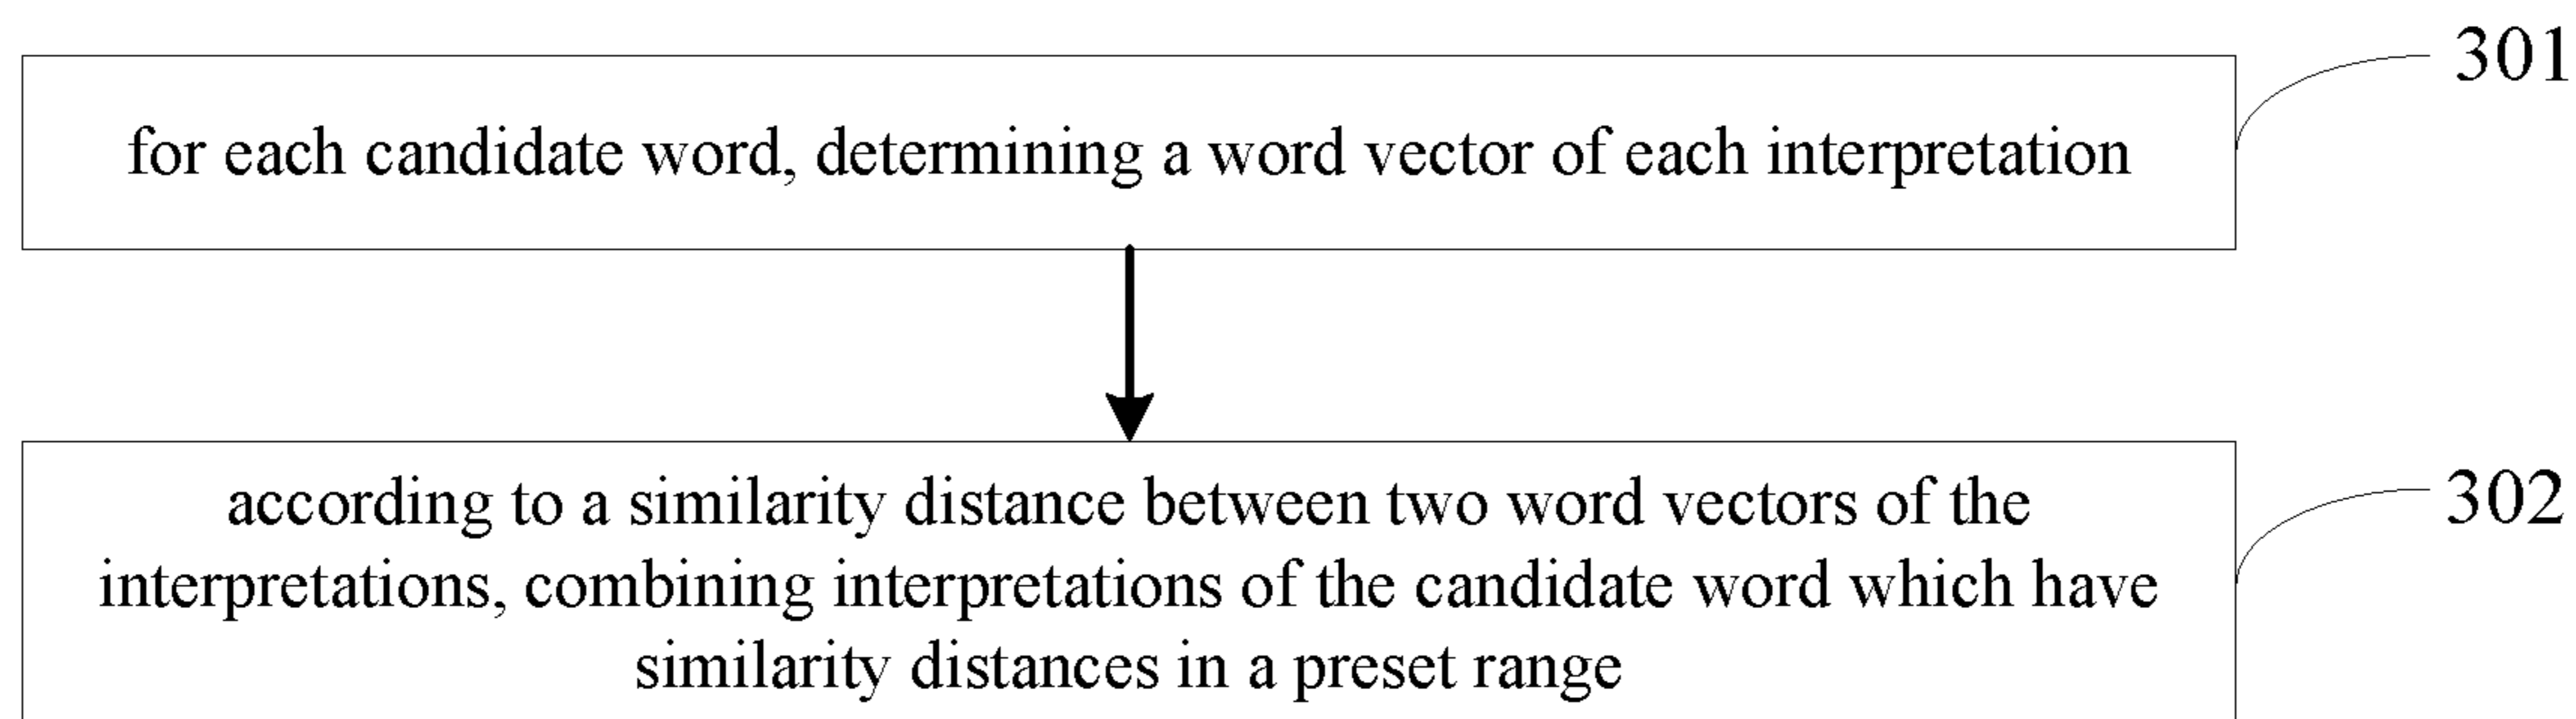 301
for each candidate word, determining a word vector of each interpretation
302
according to a similarity distance between two word vectors of the
interpretations, combining interpretations of the candidate word which have
similarity distances in a preset range